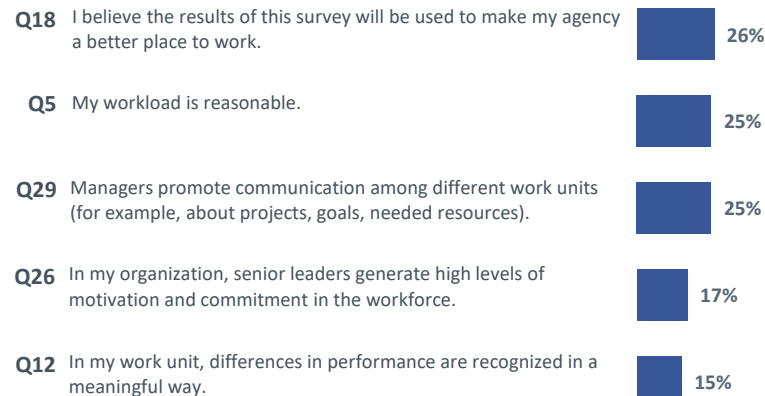 Q18 I believe the results of this survey will be used to make my agency
a better place to work.
26%
Q5 My workload is reasonable.
25%
Q29 Managers promote communication among different work units
(for example, about projects, goals, needed resources).
25%
Q26 In my organization, senior leaders generate high levels of
motivation and commitment in the workforce.
17%
Q12 In my work unit, differences in performance are recognized in a
meaningful way.
15%